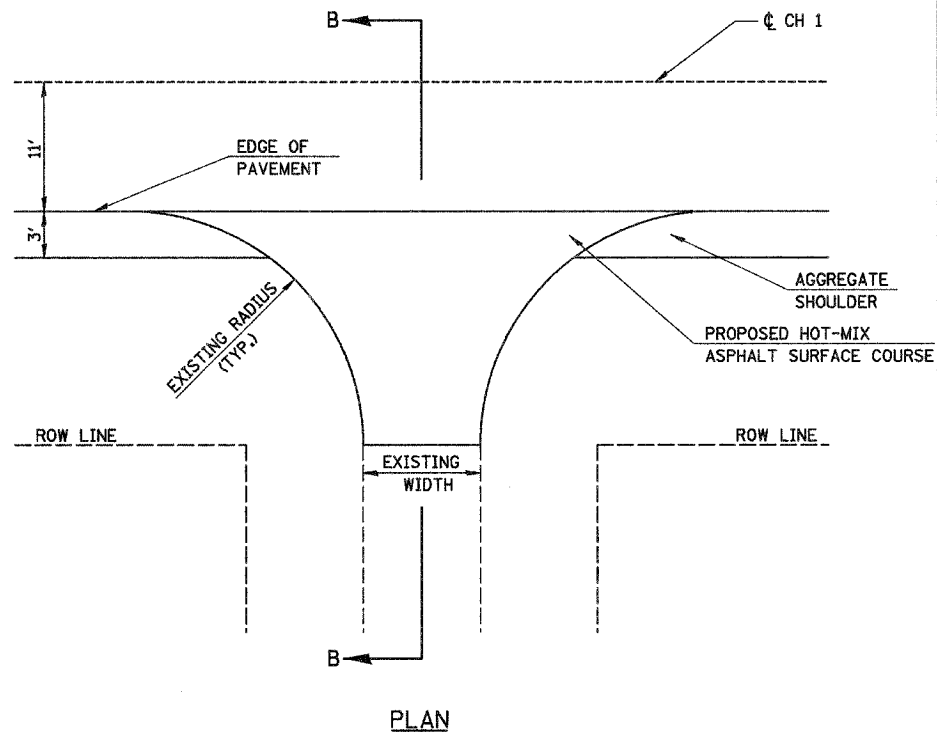 B
℄ CH 1
11'
EDGE OF
PAVEMENT
3'
AGGREGATE
SHOULDER
EXISTING RADIUS
(TYP.)
PROPOSED HOT-MIX
ASPHALT SURFACE COURSE
ROW LINE
ROW LINE
EXISTING
WIDTH
B
PLAN